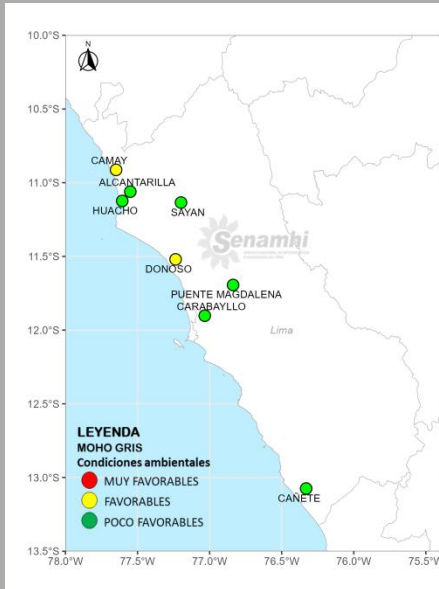 10.0°S
N
10.5°S
CAMAY
11.0°S
ALCANTARILLA
HUACHO
SAYAN
Senamhi
11.5°S
DONOSO
PUENTE MAGDALENA
CARABAYLLO
12.0°S
Lima
12.5°S
LEYENDA
MOHO GRIS
Condiciones ambientales
MUY FAVORABLES
FAVORABLES
POCO FAVORABLES
13.0°S
CAÑETE
13.5°S
78.0°W 77.5°W 77.0°W 76.5°W 76.0°W 75.5°W